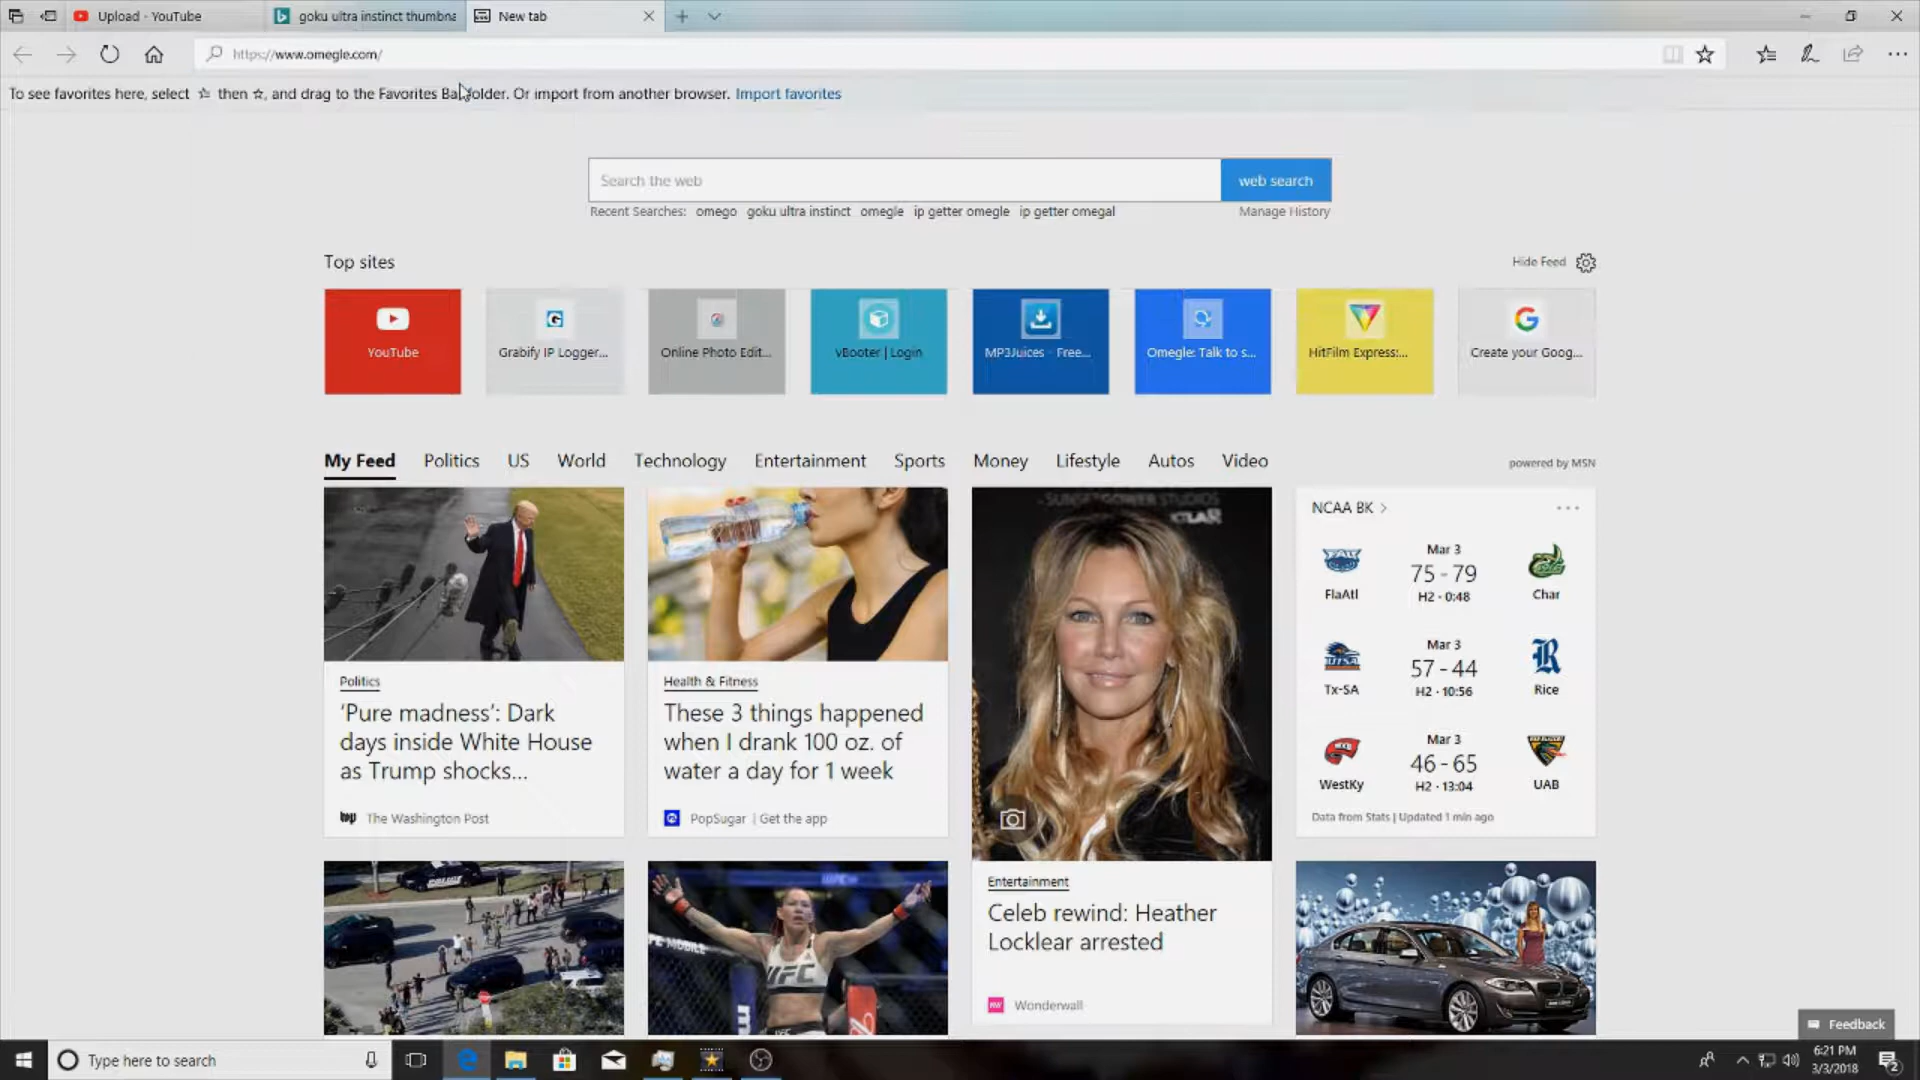 Upload - YouTube
goku ultra instinct thumbna
New tab
https://www.omegle.com/
To see favorites here, select ☆ then ☆, and drag to the Favorites Bar folder. Or import from another browser. Import favorites
Search the web
web search
Recent Searches: omego goku ultra instinct omegle ip getter omegle ip getter omegal
Manage History
Top sites
Hide Feed
YouTube
Grabify IP Logger...
Online Photo Edit...
vBooter | Login
MP3Juices - Free...
Omegle: Talk to s...
HitFilm Express:...
Create your Goog...
My Feed Politics US World Technology Entertainment Sports Money Lifestyle Autos Video
powered by MSN
Politics
'Pure madness': Dark
days inside White House
as Trump shocks...
wp The Washington Post
Health & Fitness
These 3 things happened
when I drank 100 oz. of
water a day for 1 week
PopSugar | Get the app
SUNSET GOWER STUDIOS
Entertainment
Celeb rewind: Heather
Locklear arrested
Wonderwall
NCAA BK >
Mar 3
FAU
75 - 79
FlaAtl
H2 - 0:48
Char
Mar 3
UTSA
57 - 44
R
Tx-SA
H2 - 10:56
Rice
Mar 3
46 - 65
WestKy
H2 - 13:04
UAB
Data from Stats | Updated 1 min ago
UFC
Feedback
Type here to search
6:21 PM
3/3/2018
2